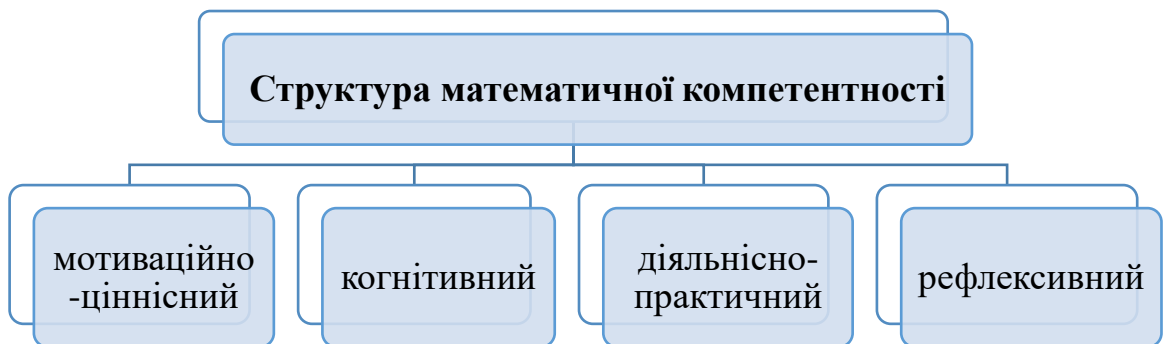 Структура математичної компетентності
мотиваційно
-ціннісний
когнітивний
діяльнісно-
практичний
рефлексивний